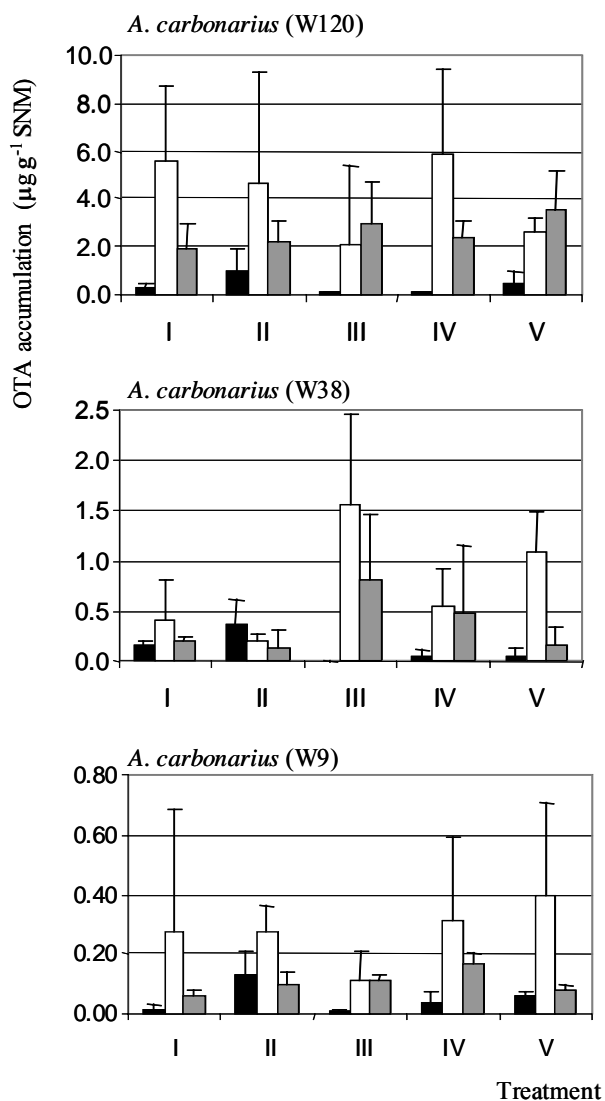 A. carbonarius (W120)
OTA accumulation (µg g⁻¹ SNM)
10.0
8.0
6.0
4.0
2.0
0.0
I II III IV V
A. carbonarius (W38)
2.5
2.0
1.5
1.0
0.5
0.0
I II III IV V
A. carbonarius (W9)
0.80
0.60
0.40
0.20
0.00
I II III IV V
Treatment